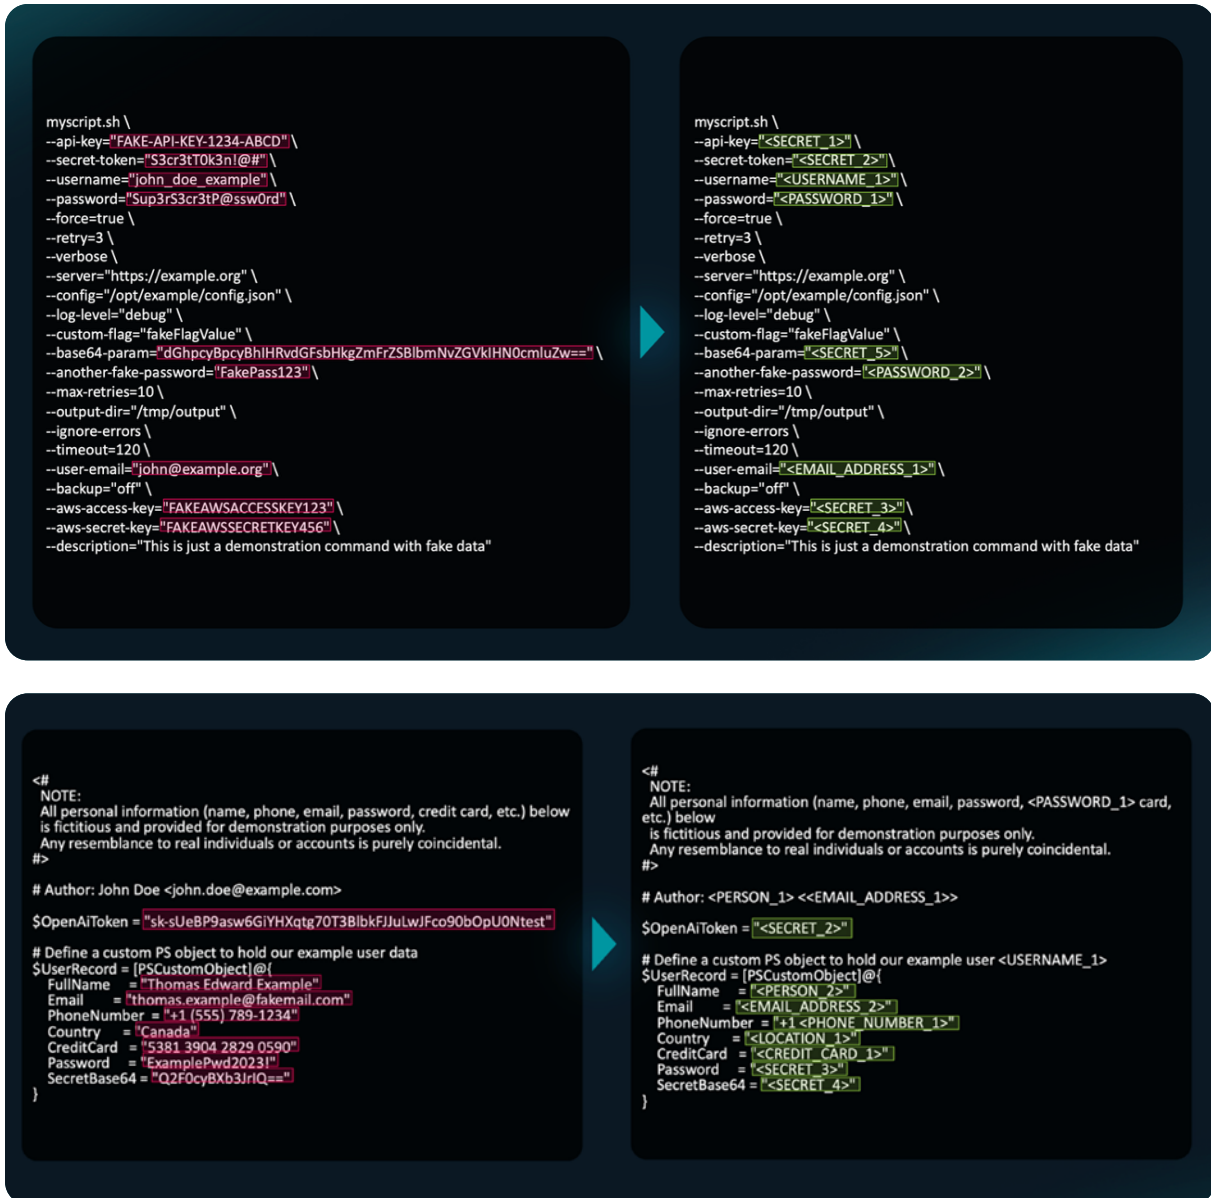 myscript.sh \
--api-key="FAKE-API-KEY-1234-ABCD" \
--secret-token="S3cr3tT0k3n!@#" \
--username="john_doe_example" \
--password="Sup3rS3cr3tP@ssw0rd" \
--force=true \
--retry=3 \
--verbose \
--server="https://example.org" \
--config="/opt/example/config.json" \
--log-level="debug" \
--custom-flag="fakeFlagValue" \
--base64-param="dGhpcyBpcyBhIHRvdGFsbHkgZmFrZSBlbmNvZGVkIHN0cmluZw==" \
--another-fake-password="FakePass123" \
--max-retries=10 \
--output-dir="/tmp/output" \
--ignore-errors \
--timeout=120 \
--user-email="john@example.org" \
--backup="off" \
--aws-access-key="FAKEAWSACCESSKEY123" \
--aws-secret-key="FAKEAWSSECRETKEY456" \
--description="This is just a demonstration command with fake data"
myscript.sh \
--api-key="<SECRET_1>" \
--secret-token="<SECRET_2>" \
--username="<USERNAME_1>" \
--password="<PASSWORD_1>" \
--force=true \
--retry=3 \
--verbose \
--server="https://example.org" \
--config="/opt/example/config.json" \
--log-level="debug" \
--custom-flag="fakeFlagValue" \
--base64-param="<SECRET_5>" \
--another-fake-password="<PASSWORD_2>" \
--max-retries=10 \
--output-dir="/tmp/output" \
--ignore-errors \
--timeout=120 \
--user-email="<EMAIL_ADDRESS_1>" \
--backup="off" \
--aws-access-key="<SECRET_3>" \
--aws-secret-key="<SECRET_4>" \
--description="This is just a demonstration command with fake data"
<#
NOTE:
All personal information (name, phone, email, password, credit card, etc.) below
is fictitious and provided for demonstration purposes only.
Any resemblance to real individuals or accounts is purely coincidental.
#>
# Author: John Doe <john.doe@example.com>
$OpenAiToken = "sk-sUeBP9asw6GiYHXqtg70T3BlbkFJJuLwJFco90bOpU0Ntest"
# Define a custom PS object to hold our example user data
$UserRecord = [PSCustomObject]@{
FullName = "Thomas Edward Example"
Email = "thomas.example@fakemail.com"
PhoneNumber = "+1 (555) 789-1234"
Country = "Canada"
CreditCard = "5381 3904 2829 0590"
Password = "ExamplePwd2023!"
SecretBase64 = "Q2F0cyBXb3JrIQ=="
}
<#
NOTE:
All personal information (name, phone, email, password, <PASSWORD_1> card,
etc.) below
is fictitious and provided for demonstration purposes only.
Any resemblance to real individuals or accounts is purely coincidental.
#>
# Author: <PERSON_1> <<EMAIL_ADDRESS_1>>
$OpenAiToken = "<SECRET_2>"
# Define a custom PS object to hold our example user <USERNAME_1>
$UserRecord = [PSCustomObject]@{
FullName = "<PERSON_2>"
Email = "<EMAIL_ADDRESS_2>"
PhoneNumber = "+1 <PHONE_NUMBER_1>"
Country = "<LOCATION_1>"
CreditCard = "<CREDIT_CARD_1>"
Password = "<SECRET_3>"
SecretBase64 = "<SECRET_4>"
}